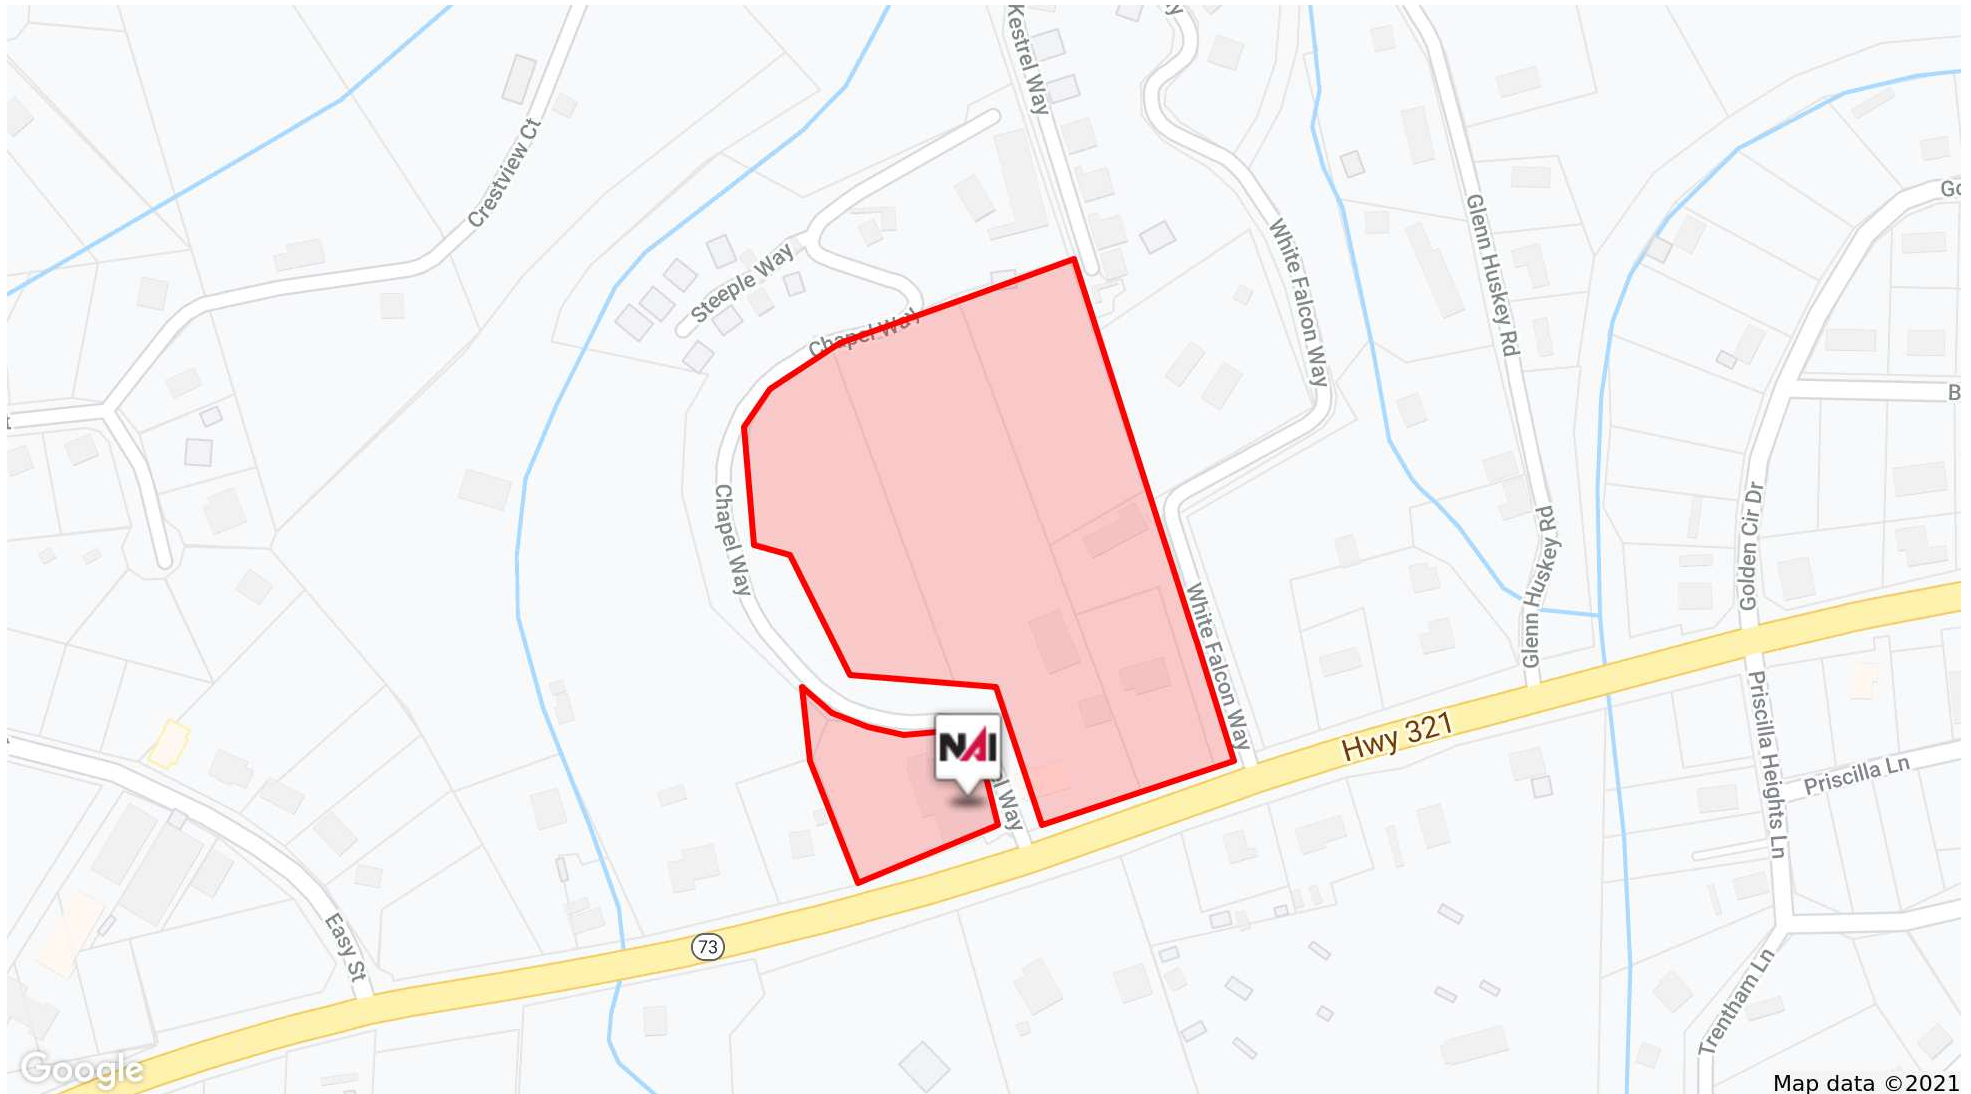 Kestrel Way
Crestview Ct
Steeple Way
White Falcon Way
Glenn Huskey Rd
Go
Chapel Way
B
Chapel Way
Golden Cir Dr
Glenn Huskey Rd
White Falcon Way
Hwy 321
Priscilla Heights Ln
Priscilla Ln
NAI
l Way
Easy St
73
Trentham Ln
Google
Map data ©2021